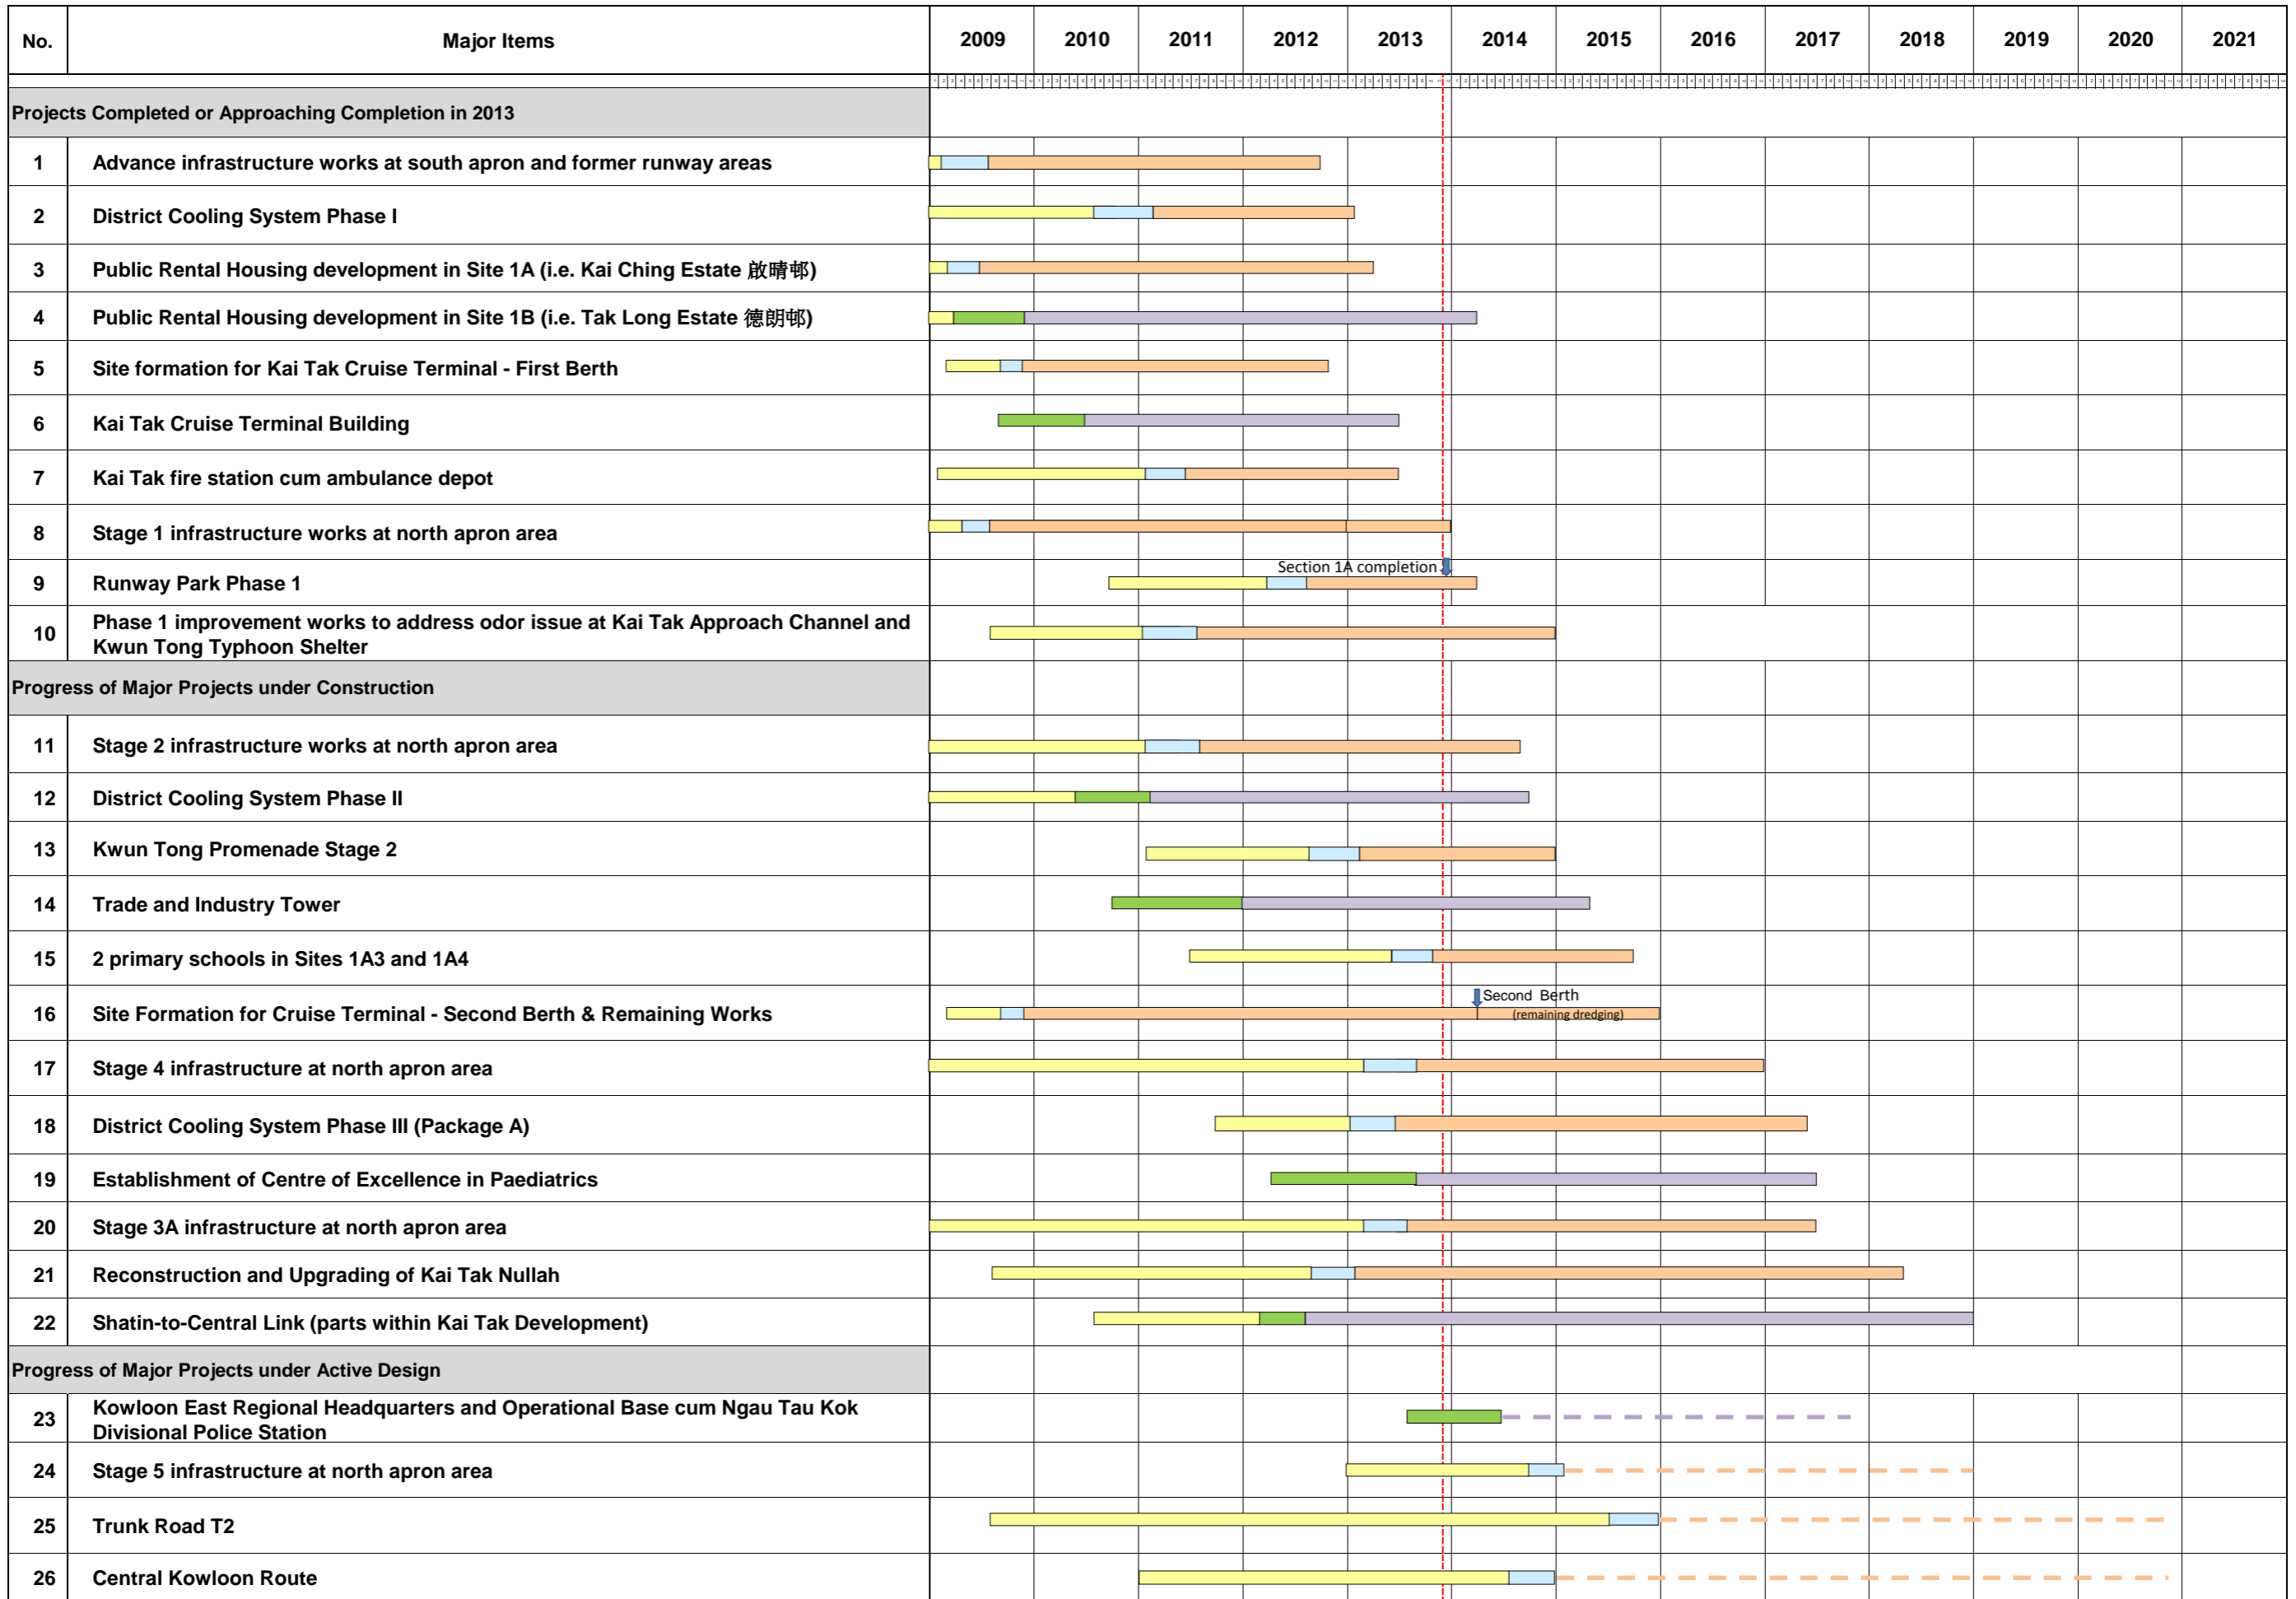 No. Major Items 2009 2010 2011 2012 2013 2014 2015 2016 2017 2018 2019 2020 2021
Projects Completed or Approaching Completion in 2013
1 Advance infrastructure works at south apron and former runway areas
2 District Cooling System Phase I
3 Public Rental Housing development in Site 1A (i.e. Kai Ching Estate 啟晴邨)
4 Public Rental Housing development in Site 1B (i.e. Tak Long Estate 德朗邨)
5 Site formation for Kai Tak Cruise Terminal - First Berth
6 Kai Tak Cruise Terminal Building
7 Kai Tak fire station cum ambulance depot
8 Stage 1 infrastructure works at north apron area
Section 1A completion
9 Runway Park Phase 1
10 Phase 1 improvement works to address odor issue at Kai Tak Approach Channel and
Kwun Tong Typhoon Shelter
Progress of Major Projects under Construction
11 Stage 2 infrastructure works at north apron area
12 District Cooling System Phase II
13 Kwun Tong Promenade Stage 2
14 Trade and Industry Tower
15 2 primary schools in Sites 1A3 and 1A4
Second Berth
16 Site Formation for Cruise Terminal - Second Berth & Remaining Works (remaining dredging)
17 Stage 4 infrastructure at north apron area
18 District Cooling System Phase III (Package A)
19 Establishment of Centre of Excellence in Paediatrics
20 Stage 3A infrastructure at north apron area
21 Reconstruction and Upgrading of Kai Tak Nullah
22 Shatin-to-Central Link (parts within Kai Tak Development)
Progress of Major Projects under Active Design
23 Kowloon East Regional Headquarters and Operational Base cum Ngau Tau Kok
Divisional Police Station
24 Stage 5 infrastructure at north apron area
25 Trunk Road T2
26 Central Kowloon Route